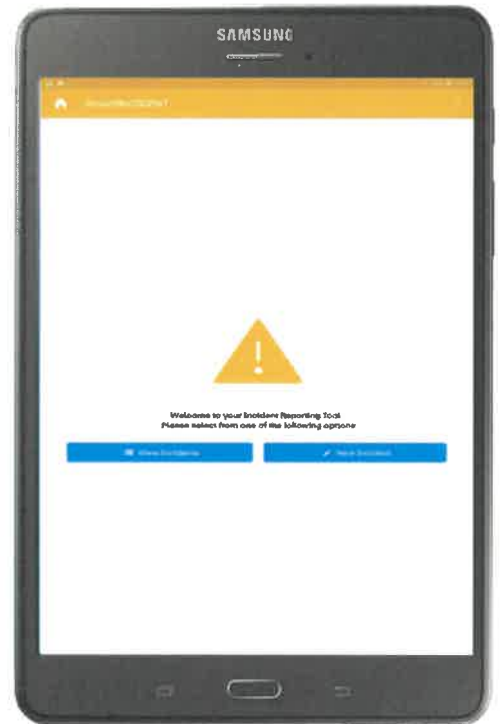 SAMSUNG
Welcome to your Incident Reporting Tool
Please select from one of the following options
View Incidents
New Incident